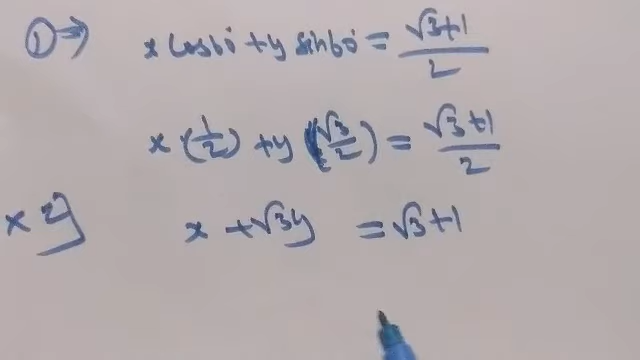 ① → x cos60° + y sin60° = (√3+1)/2
x (1/2) + y (√3/2) = (√3+1)/2
x 2] x + √3y = √3+1